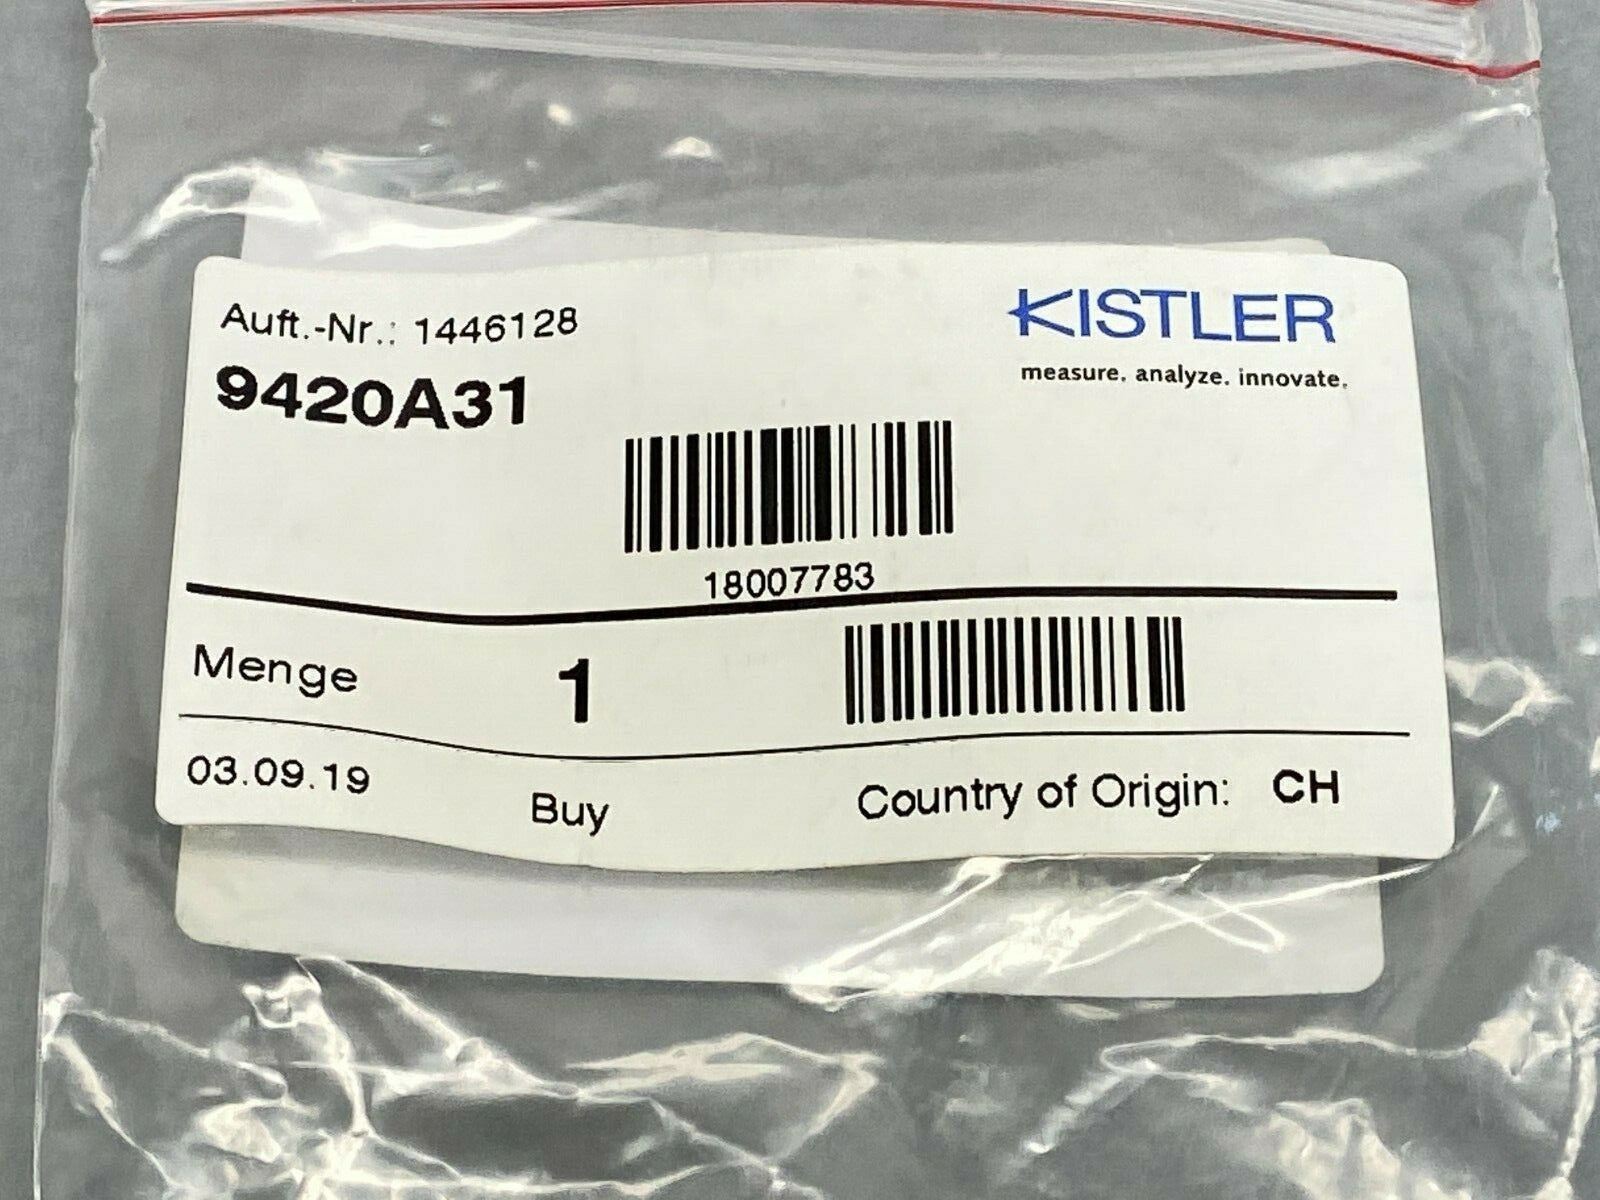 Auft.-Nr.: 1446128
KISTLER
measure. analyze. innovate.
9420A31
18007783
Menge 1
03.09.19 Buy Country of Origin: CH